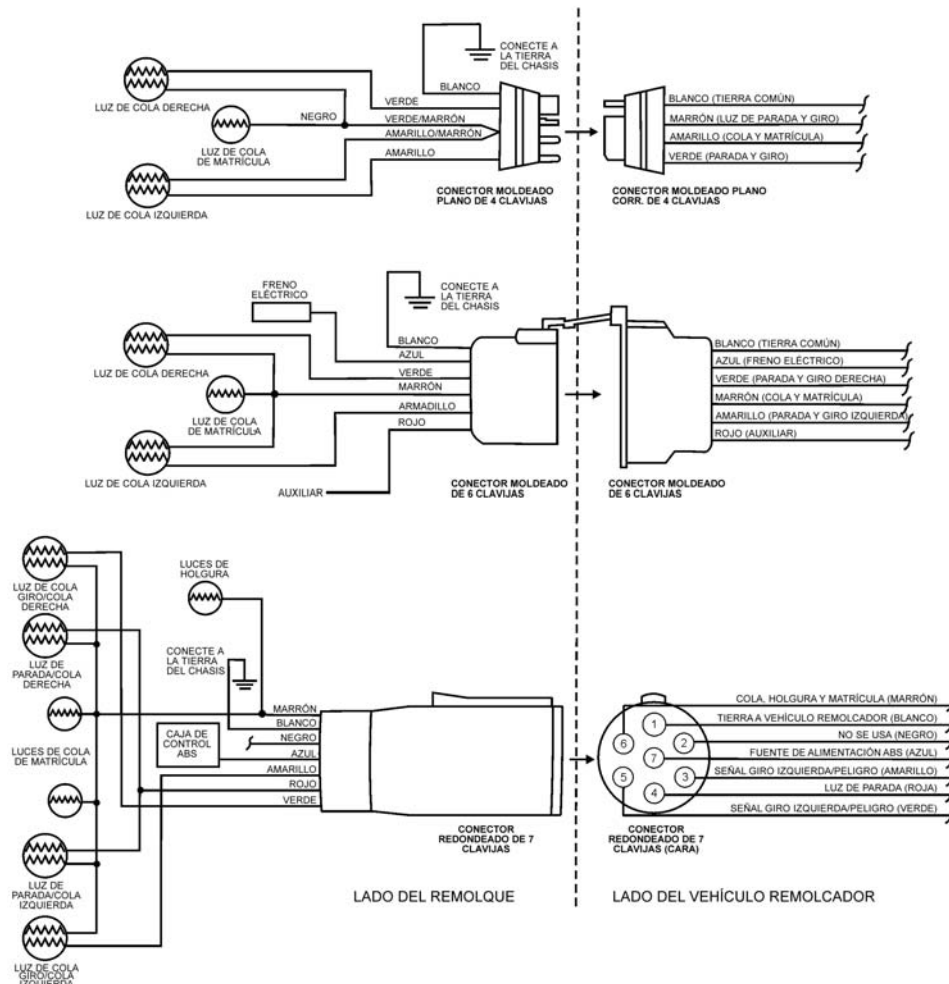 CONECTE A
LA TIERRA
DEL CHASIS
BLANCO
LUZ DE COLA DERECHA
VERDE
NEGRO
VERDE/MARRÓN
AMARILLO/MARRÓN
LUZ DE COLA
DE MATRÍCULA
AMARILLO
LUZ DE COLA IZQUIERDA
CONECTOR MOLDEADO
PLANO DE 4 CLAVIJAS
BLANCO (TIERRA COMÚN)
MARRÓN (LUZ DE PARADA Y GIRO)
AMARILLO (COLA Y MATRÍCULA)
VERDE (PARADA Y GIRO)
CONECTOR MOLDEADO PLANO
CORR. DE 4 CLAVIJAS
FRENO
ELÉCTRICO
CONECTE A
LA TIERRA
DEL CHASIS
BLANCO
AZUL
LUZ DE COLA DERECHA
VERDE
MARRÓN
ARMADILLO
LUZ DE COLA
DE MATRÍCULA
ROJO
LUZ DE COLA IZQUIERDA
AUXILIAR
CONECTOR MOLDEADO
DE 6 CLAVIJAS
BLANCO (TIERRA COMÚN)
AZUL (FRENO ELÉCTRICO)
VERDE (PARADA Y GIRO DERECHA)
MARRÓN (COLA Y MATRÍCULA)
AMARILLO (PARADA Y GIRO IZQUIERDA)
ROJO (AUXILIAR)
CONECTOR MOLDEADO
DE 6 CLAVIJAS
LUZ DE COLA
GIRO/COLA
DERECHA
LUCES DE
HOLGURA
LUZ DE
PARADA/COLA
DERECHA
CONECTE A
LA TIERRA
DEL CHASIS
MARRÓN
BLANCO
NEGRO
CAJA DE
CONTROL
ABS
AZUL
LUCES DE COLA
DE MATRÍCULA
AMARILLO
ROJO
VERDE
CONECTOR
REDONDEADO DE 7
CLAVIJAS
COLA, HOLGURA Y MATRÍCULA (MARRÓN)
TIERRA A VEHÍCULO REMOLCADOR (BLANCO)
NO SE USA (NEGRO)
FUENTE DE ALIMENTACIÓN ABS (AZUL)
SEÑAL GIRO IZQUIERDA/PELIGRO (AMARILLO)
LUZ DE PARADA (ROJA)
SEÑAL GIRO IZQUIERDA/PELIGRO (VERDE)
1
6
2
7
5
3
4
CONECTOR
REDONDEADO DE 7
CLAVIJAS (CARA)
LUZ DE
PARADA/COLA
IZQUIERDA
LADO DEL REMOLQUE
LADO DEL VEHÍCULO REMOLCADOR
LUZ DE COLA
GIRO/COLA
IZQUIERDA